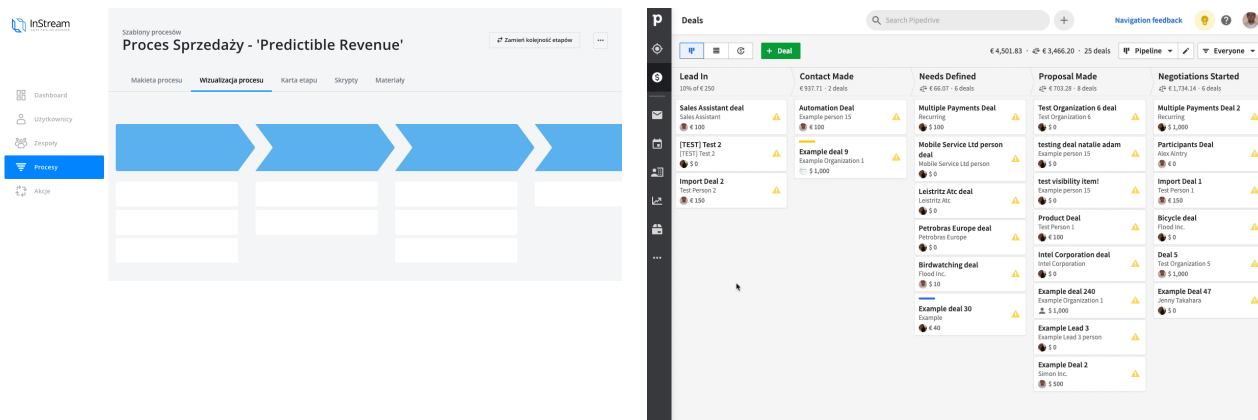 InStream
Szablony procesów
Proces Sprzedaży - 'Predictible Revenue'
Zamień kolejność etapów
Makieta procesu
Wizualizacja procesu
Karta etapu
Skrypty
Materiały
Dashboard
Użytkownicy
Zespoły
Procesy
Akcje
Deals
Search Pipedrive
Navigation feedback
+ Deal
€ 4,501.83 · € 3,466.20 · 25 deals
Pipeline
Everyone
Lead In
10% of € 250
Sales Assistant deal
Sales Assistant
€ 100
[TEST] Test 2
[TEST] Test 2
$ 0
Import Deal 2
Test Person 2
€ 150
Contact Made
€ 937.71 · 2 deals
Automation Deal
Example person 15
€ 100
Example deal 9
Example Organization 1
$ 1,000
Needs Defined
€ 66.07 · 6 deals
Multiple Payments Deal
Recurring
$ 100
Mobile Service Ltd person
deal
Mobile Service Ltd person
$ 0
Leistritz Atc deal
Leistritz Atc
$ 0
Petrobras Europe deal
Petrobras Europe
$ 0
Birdwatching deal
Flood Inc.
$ 10
Example deal 30
Example
€ 40
Proposal Made
€ 703.28 · 8 deals
Test Organization 6 deal
Test Organization 6
$ 0
testing deal natalie adam
Example person 15
$ 0
test visibility item!
Example person 15
$ 0
Product Deal
Test Person 1
€ 100
Intel Corporation deal
Intel Corporation
$ 0
Example deal 240
Example Organization 1
$ 1,000
Example Lead 3
Example Lead 3 person
$ 0
Example Deal 2
Simon Inc.
$ 500
Negotiations Started
€ 1,734.14 · 6 deals
Multiple Payments Deal 2
Recurring
$ 1,000
Participants Deal
Alex Aintry
€ 0
Import Deal 1
Test Person 1
€ 150
Bicycle deal
Flood Inc.
$ 0
Deal 5
Test Organization 5
$ 1,000
Example Deal 47
Jenny Takahara
$ 0